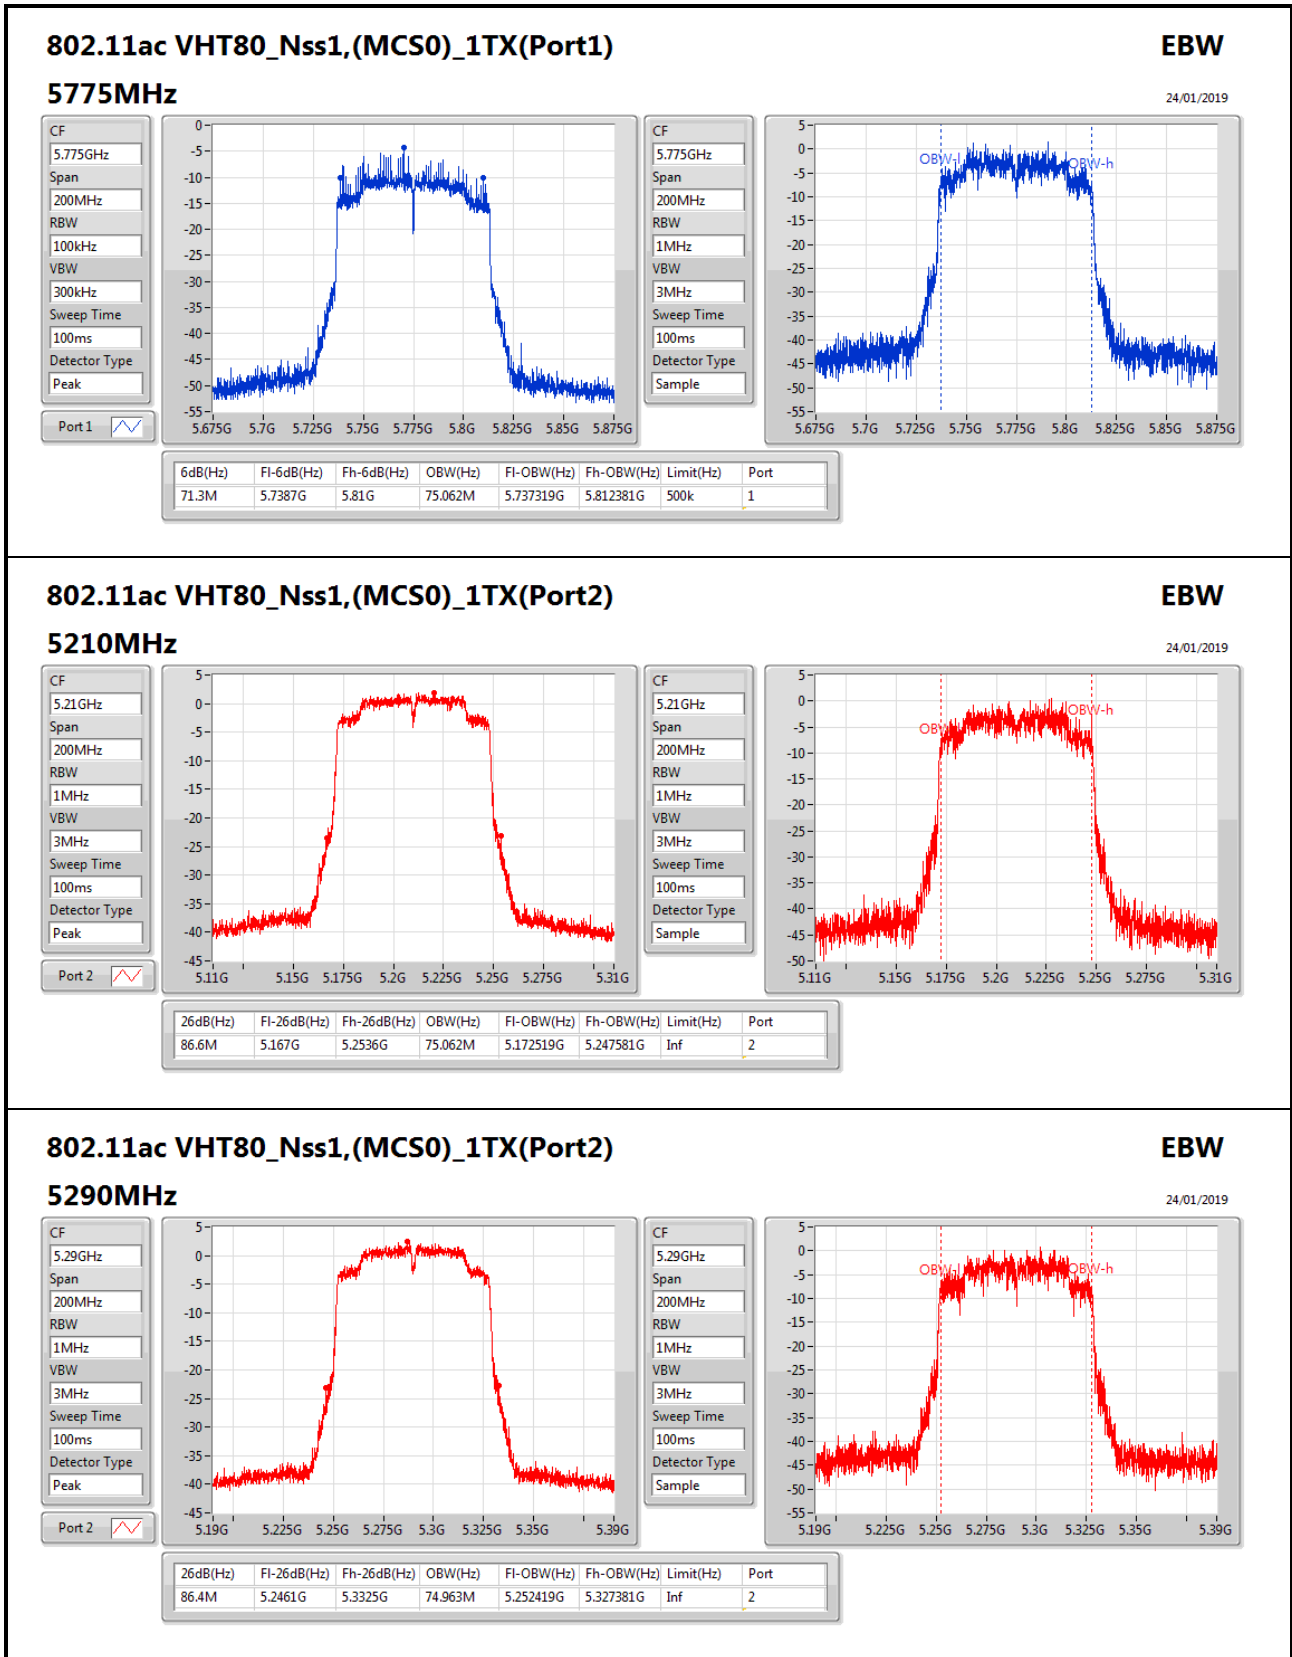 802.11ac VHT80_Nss1,(MCS0)_1TX(Port1) EBW
5775MHz
24/01/2019
CF
5.775GHz
Span
200MHz
RBW
100kHz
VBW
300kHz
Sweep Time
100ms
Detector Type
Peak
Port 1
0
-5
-10
-15
-20
-25
-30
-35
-40
-45
-50
-55
5.675G 5.7G 5.725G 5.75G 5.775G 5.8G 5.825G 5.85G 5.875G
CF
5.775GHz
Span
200MHz
RBW
1MHz
VBW
3MHz
Sweep Time
100ms
Detector Type
Sample
5
0
-5
-10
-15
-20
-25
-30
-35
-40
-45
-50
-55
OBW-l OBW-h
5.675G 5.7G 5.725G 5.75G 5.775G 5.8G 5.825G 5.85G 5.875G
6dB(Hz) Fl-6dB(Hz) Fh-6dB(Hz) OBW(Hz) Fl-OBW(Hz) Fh-OBW(Hz) Limit(Hz) Port
71.3M 5.7387G 5.81G 75.062M 5.737319G 5.812381G 500k 1
802.11ac VHT80_Nss1,(MCS0)_1TX(Port2) EBW
5210MHz
24/01/2019
CF
5.21GHz
Span
200MHz
RBW
1MHz
VBW
3MHz
Sweep Time
100ms
Detector Type
Peak
Port 2
5
0
-5
-10
-15
-20
-25
-30
-35
-40
-45
5.11G 5.15G 5.175G 5.2G 5.225G 5.25G 5.275G 5.31G
CF
5.21GHz
Span
200MHz
RBW
1MHz
VBW
3MHz
Sweep Time
100ms
Detector Type
Sample
5
0
-5
-10
-15
-20
-25
-30
-35
-40
-45
-50
OBW-h
5.11G 5.15G 5.175G 5.2G 5.225G 5.25G 5.275G 5.31G
26dB(Hz) Fl-26dB(Hz) Fh-26dB(Hz) OBW(Hz) Fl-OBW(Hz) Fh-OBW(Hz) Limit(Hz) Port
86.6M 5.167G 5.2536G 75.062M 5.172519G 5.247581G Inf 2
802.11ac VHT80_Nss1,(MCS0)_1TX(Port2) EBW
5290MHz
24/01/2019
CF
5.29GHz
Span
200MHz
RBW
1MHz
VBW
3MHz
Sweep Time
100ms
Detector Type
Peak
Port 2
5
0
-5
-10
-15
-20
-25
-30
-35
-40
-45
5.19G 5.225G 5.25G 5.275G 5.3G 5.325G 5.35G 5.39G
CF
5.29GHz
Span
200MHz
RBW
1MHz
VBW
3MHz
Sweep Time
100ms
Detector Type
Sample
5
0
-5
-10
-15
-20
-25
-30
-35
-40
-45
-50
-55
OBW-l OBW-h
5.19G 5.225G 5.25G 5.275G 5.3G 5.325G 5.35G 5.39G
26dB(Hz) Fl-26dB(Hz) Fh-26dB(Hz) OBW(Hz) Fl-OBW(Hz) Fh-OBW(Hz) Limit(Hz) Port
86.4M 5.2461G 5.3325G 74.963M 5.252419G 5.327381G Inf 2